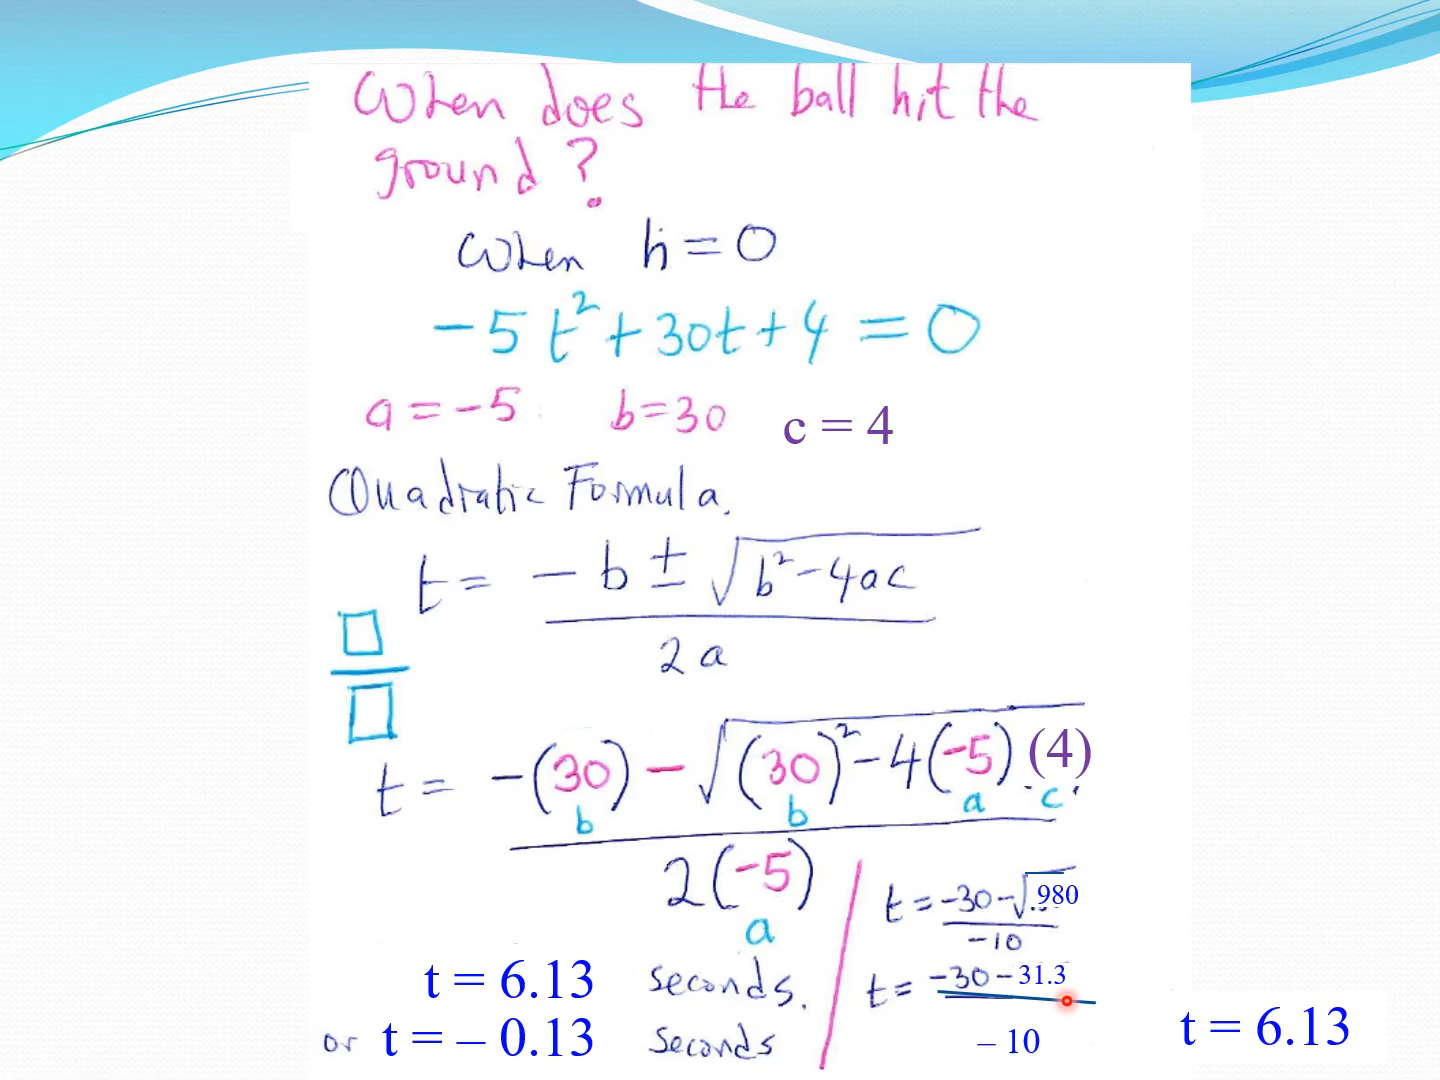 When does the ball hit the
ground?
When h = 0
-5t² + 30t + 4 = 0
a = -5 b = 30 c = 4
Quadratic Formula.
t = -b ± √(b² - 4ac)
2a
t = -(30) - √((30)² - 4(-5)(4))
b b a c
2(-5)
a
t = -30 - √980
-10
t = 6.13 seconds.
t = -30 - 31.3
– 10
or t = – 0.13 seconds
t = 6.13